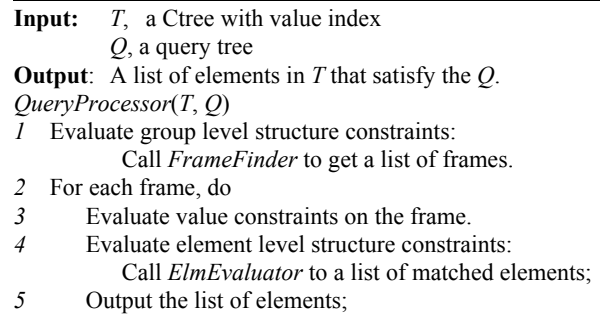 Input: T, a Ctree with value index
Q, a query tree
Output: A list of elements in T that satisfy the Q.
QueryProcessor(T, Q)
1 Evaluate group level structure constraints:
Call FrameFinder to get a list of frames.
2 For each frame, do
3 Evaluate value constraints on the frame.
4 Evaluate element level structure constraints:
Call ElmEvaluator to a list of matched elements;
5 Output the list of elements;